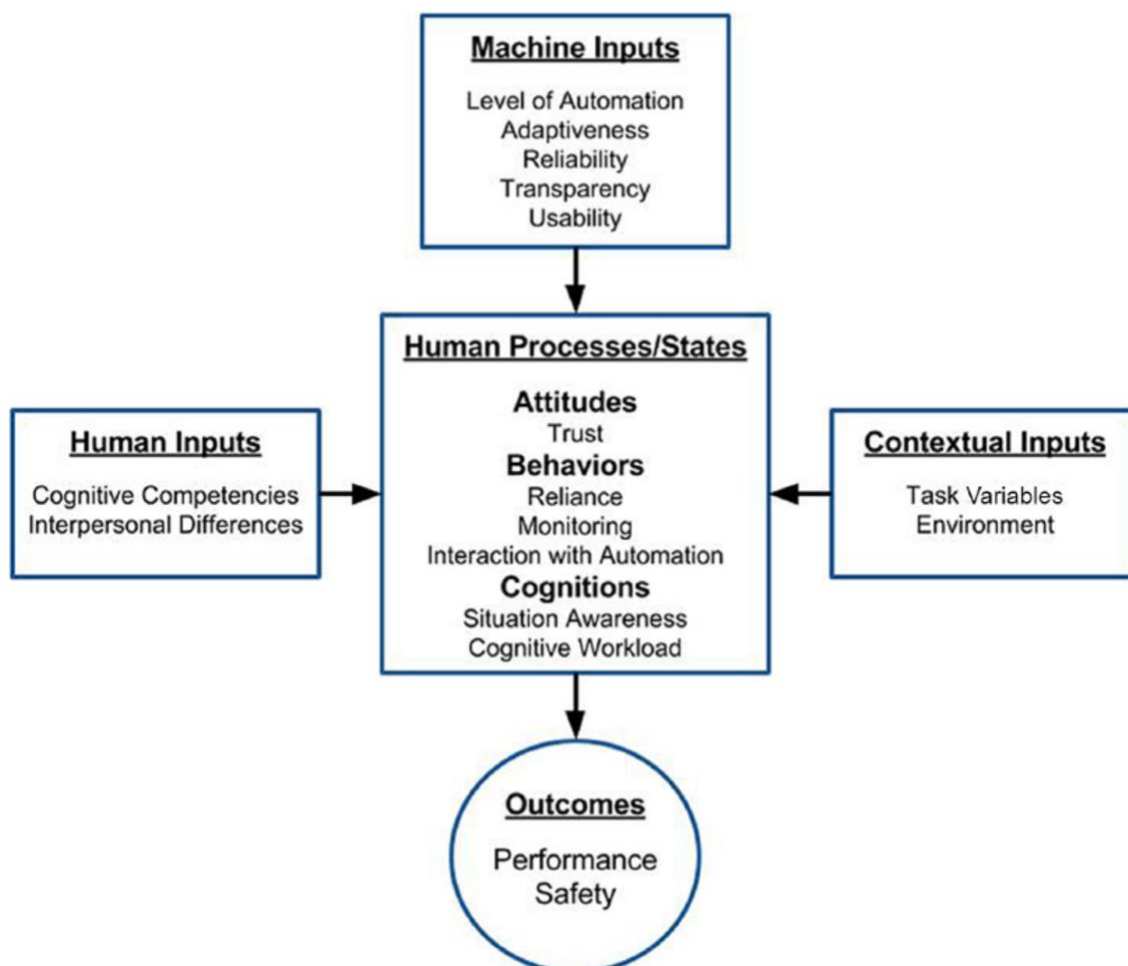 Machine Inputs
Level of Automation
Adaptiveness
Reliability
Transparency
Usability
Human Processes/States
Attitudes
Trust
Behaviors
Reliance
Monitoring
Interaction with Automation
Cognitions
Situation Awareness
Cognitive Workload
Human Inputs
Cognitive Competencies
Interpersonal Differences
Contextual Inputs
Task Variables
Environment
Outcomes
Performance
Safety